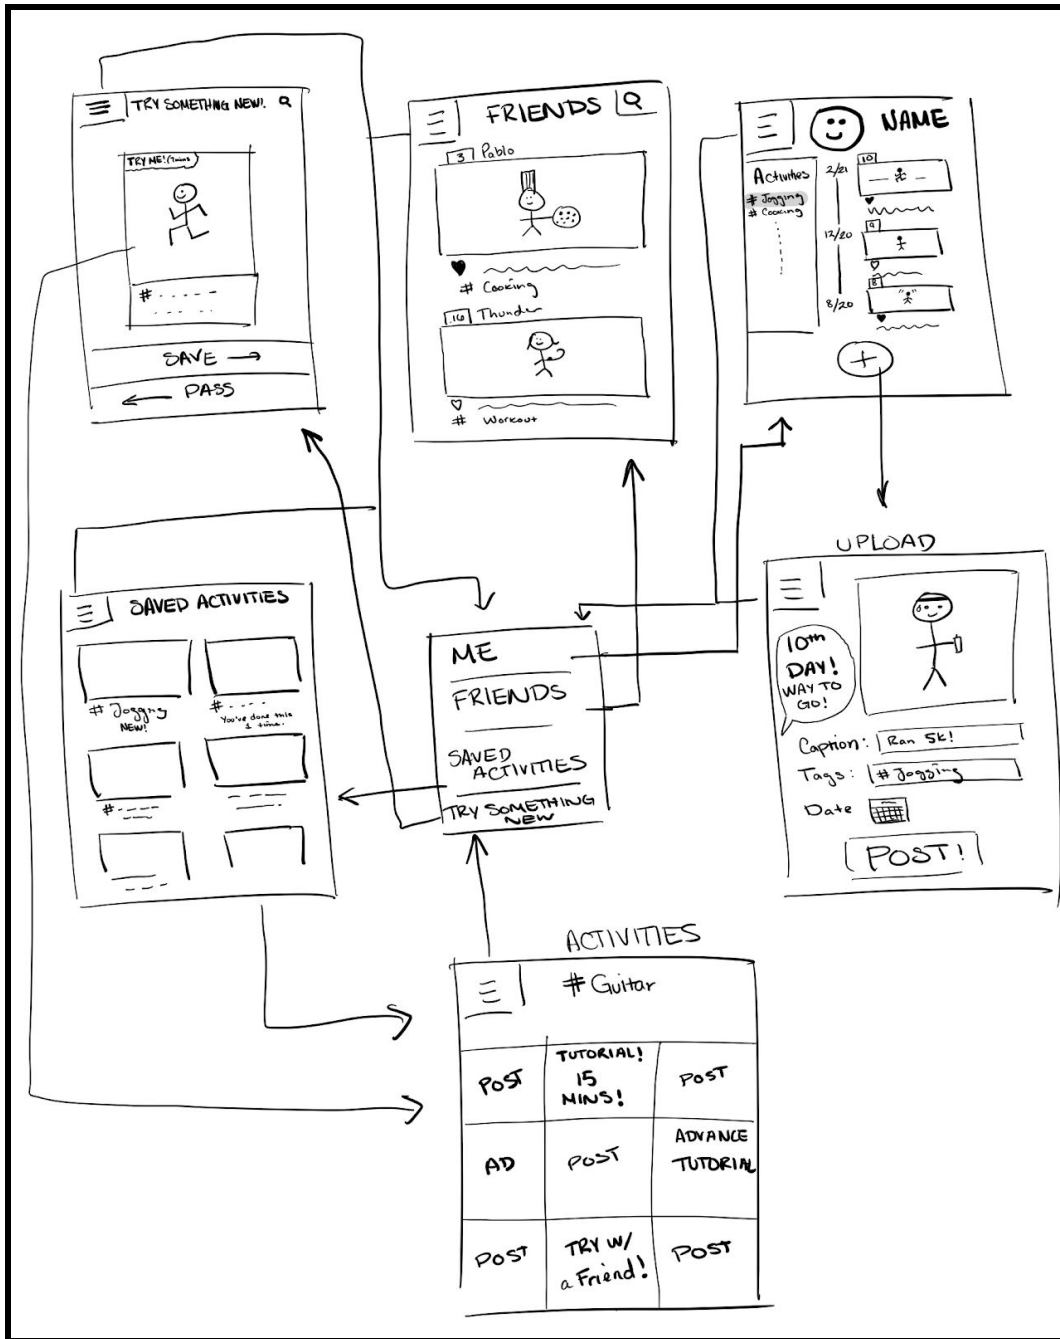 TRY SOMETHING NEW!
TRY ME!
#
SAVE
PASS
FRIENDS
3 Pablo
# Cooking
16 Thunder
# Workout
NAME
Activities
# Jogging
# Cooking
2/21
12/20
8/20
10
9
8
UPLOAD
10th
DAY!
WAY TO
GO!
Caption: Ran 5k!
Tags: # Jogging
Date
POST!
SAVED ACTIVITIES
# Jogging
NEW!
#
You've done this
1 time.
#
ME
FRIENDS
SAVED
ACTIVITIES
TRY SOMETHING
NEW
ACTIVITIES
# Guitar
POST
TUTORIAL!
15
MINS!
POST
AD
POST
ADVANCE
TUTORIAL
POST
TRY W/
a Friend!
POST